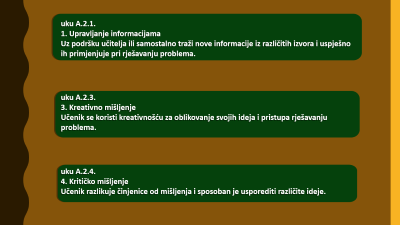 uku A.2.1.
1. Upravljanje informacijama
Uz podršku učitelja ili samostalno traži nove informacije iz različitih izvora i uspješno
ih primjenjuje pri rješavanju problema.
uku A.2.3.
3. Kreativno mišljenje
Učenik se koristi kreativnošću za oblikovanje svojih ideja i pristupa rješavanju
problema.
uku A.2.4.
4. Kritičko mišljenje
Učenik razlikuje činjenice od mišljenja i sposoban je usporediti različite ideje.